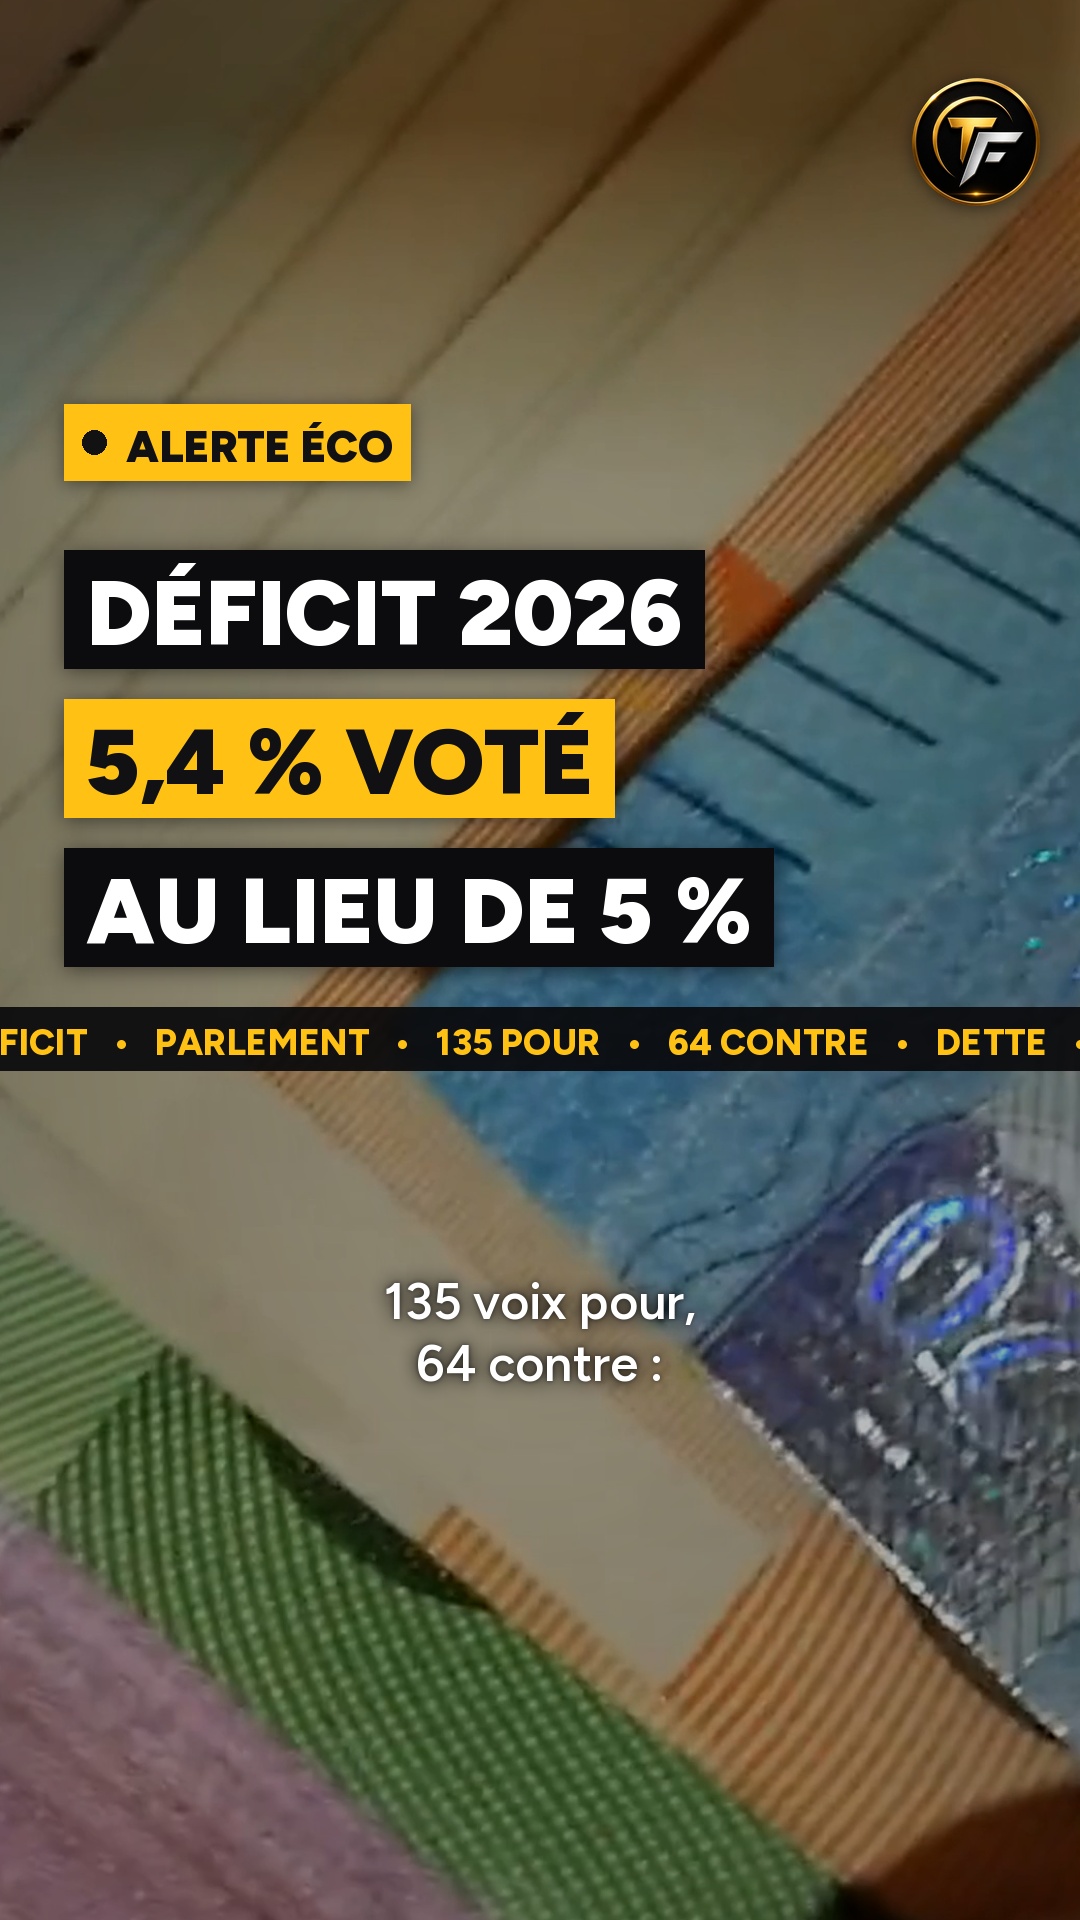 TF
ALERTE ÉCO
DÉFICIT 2026
5,4 % VOTÉ
AU LIEU DE 5 %
FICIT • PARLEMENT • 135 POUR • 64 CONTRE • DETTE •
135 voix pour,
64 contre :